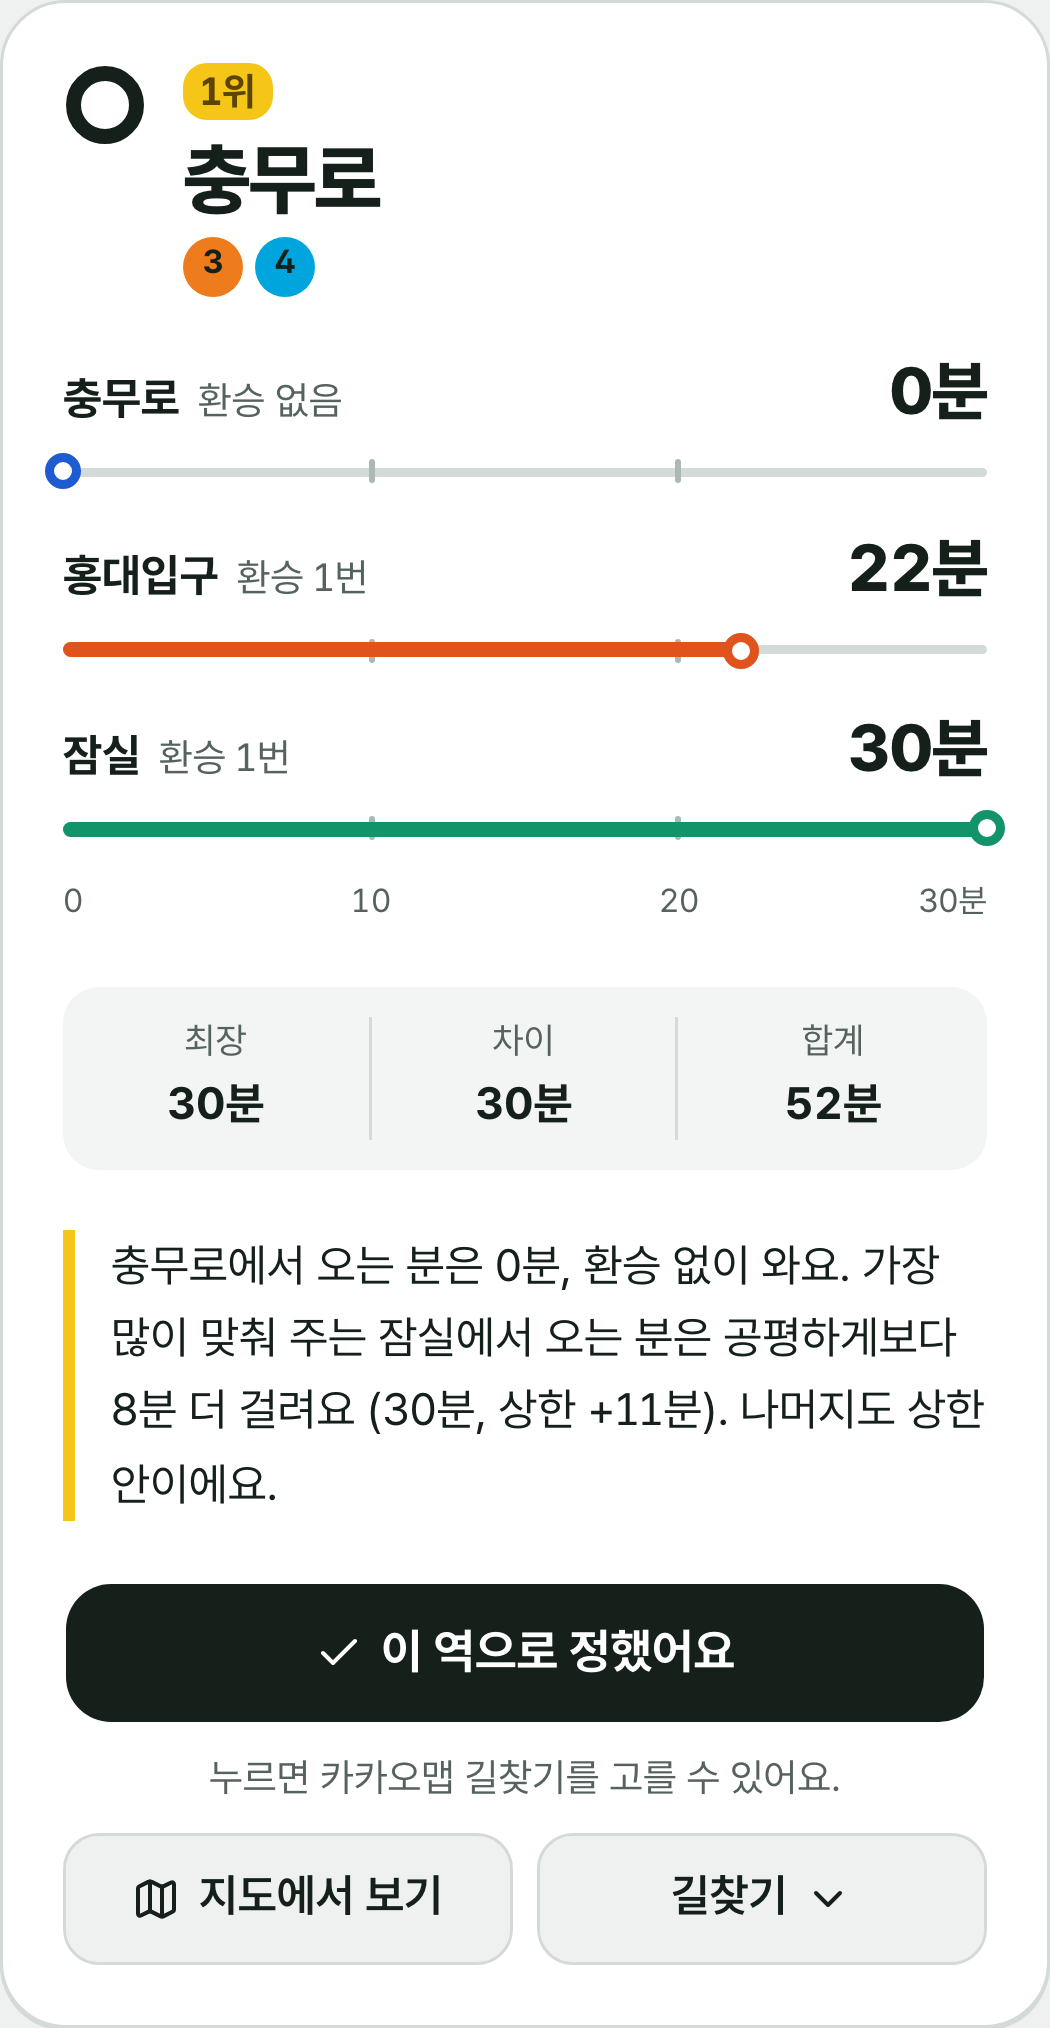 1위
충무로
3 4
충무로 환승 없음 0분
홍대입구 환승 1번 22분
잠실 환승 1번 30분
0 10 20 30분
최장 차이 합계
30분 30분 52분
충무로에서 오는 분은 0분, 환승 없이 와요. 가장
많이 맞춰 주는 잠실에서 오는 분은 공평하게보다
8분 더 걸려요 (30분, 상한 +11분). 나머지도 상한
안이에요.
이 역으로 정했어요
누르면 카카오맵 길찾기를 고를 수 있어요.
지도에서 보기 길찾기